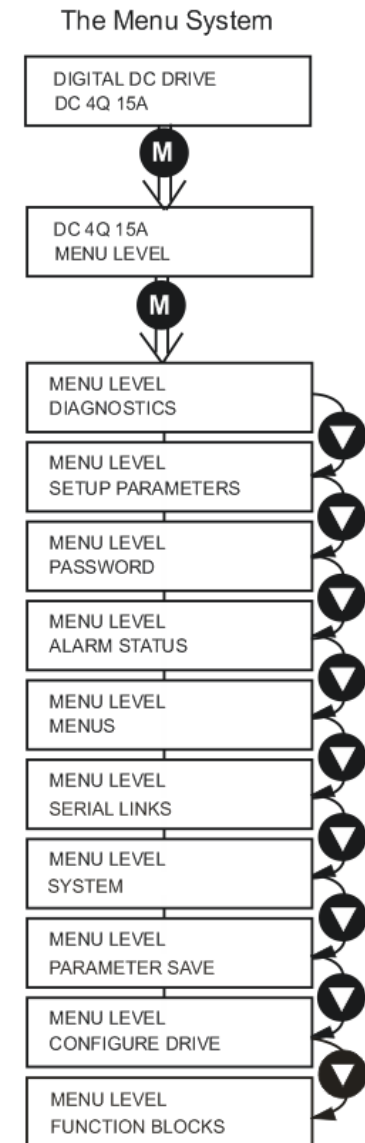 The Menu System
DIGITAL DC DRIVE
DC 4Q 15A
M
DC 4Q 15A
MENU LEVEL
M
MENU LEVEL
DIAGNOSTICS
MENU LEVEL
SETUP PARAMETERS
MENU LEVEL
PASSWORD
MENU LEVEL
ALARM STATUS
MENU LEVEL
MENUS
MENU LEVEL
SERIAL LINKS
MENU LEVEL
SYSTEM
MENU LEVEL
PARAMETER SAVE
MENU LEVEL
CONFIGURE DRIVE
MENU LEVEL
FUNCTION BLOCKS